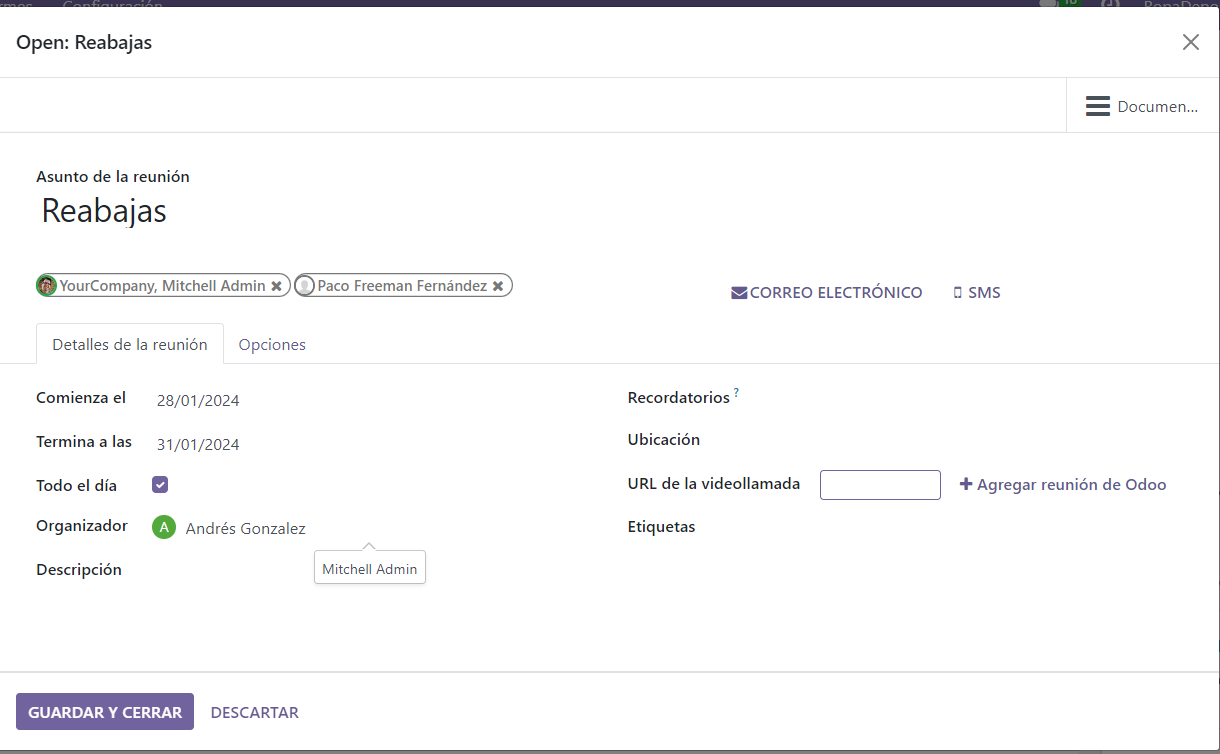 Configuración
10
Open: Reabajas
Documen...
Asunto de la reunión
Reabajas
YourCompany, Mitchell Admin
Paco Freeman Fernández
CORREO ELECTRÓNICO
SMS
Detalles de la reunión
Opciones
Comienza el
28/01/2024
Recordatorios ?
Termina a las
31/01/2024
Ubicación
Todo el día
URL de la videollamada
Agregar reunión de Odoo
Organizador
A
Andrés Gonzalez
Etiquetas
Mitchell Admin
Descripción
GUARDAR Y CERRAR
DESCARTAR